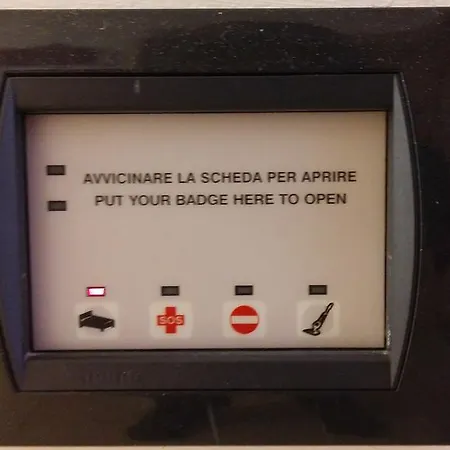 AVVICINARE LA SCHEDA PER APRIRE
PUT YOUR BADGE HERE TO OPEN
SOS